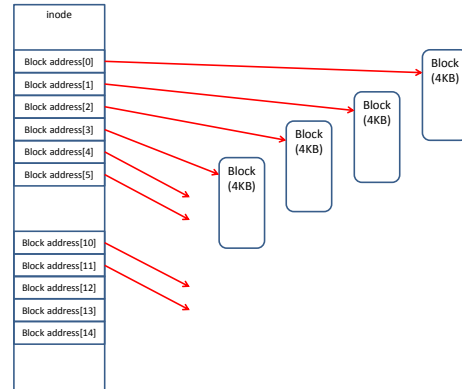 inode
Block address[0]
Block address[1]
Block address[2]
Block address[3]
Block address[4]
Block address[5]
Block address[10]
Block address[11]
Block address[12]
Block address[13]
Block address[14]
Block
(4KB)
Block
(4KB)
Block
(4KB)
Block
(4KB)